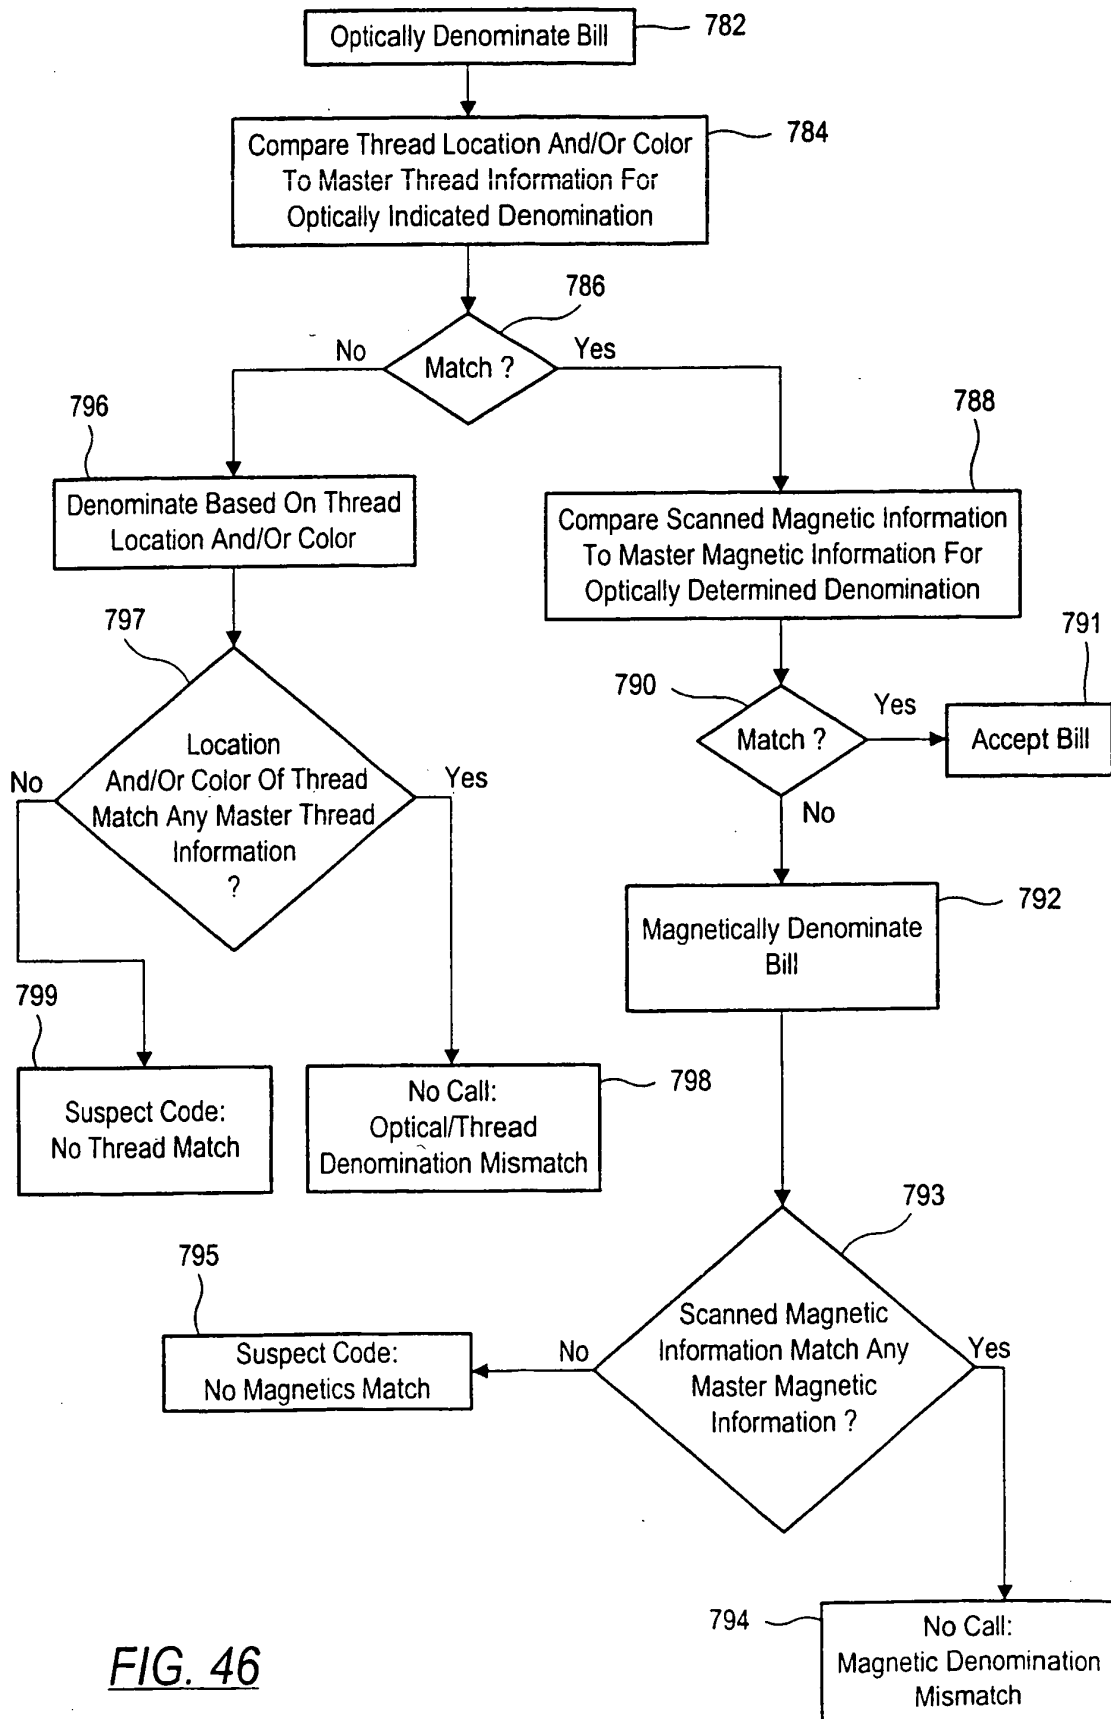 Optically Denominate Bill
782
Compare Thread Location And/Or Color
To Master Thread Information For
Optically Indicated Denomination
784
786
Match ?
No
Yes
796
Denominate Based On Thread
Location And/Or Color
788
Compare Scanned Magnetic Information
To Master Magnetic Information For
Optically Determined Denomination
797
Location
And/Or Color Of Thread
Match Any Master Thread
Information
?
No
Yes
790
Match ?
Yes
791
Accept Bill
No
792
Magnetically Denominate
Bill
799
Suspect Code:
No Thread Match
798
No Call:
Optical/Thread
Denomination Mismatch
793
Scanned Magnetic
Information Match Any
Master Magnetic
Information ?
No
Yes
795
Suspect Code:
No Magnetics Match
794
No Call:
Magnetic Denomination
Mismatch
FIG. 46